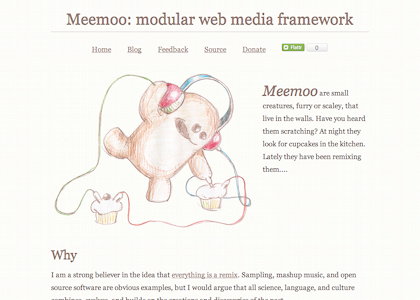 Meemoo: modular web media framework
Home Blog Feedback Source Donate Flattr 0
Meemoo are small
creatures, furry or scaley, that
live in the walls. Have you heard
them scratching? At night they
look for cupcakes in the kitchen.
Lately they have been remixing
them....
Why
I am a strong believer in the idea that everything is a remix. Sampling, mashup music, and open
source software are obvious examples, but I would argue that all science, language, and culture